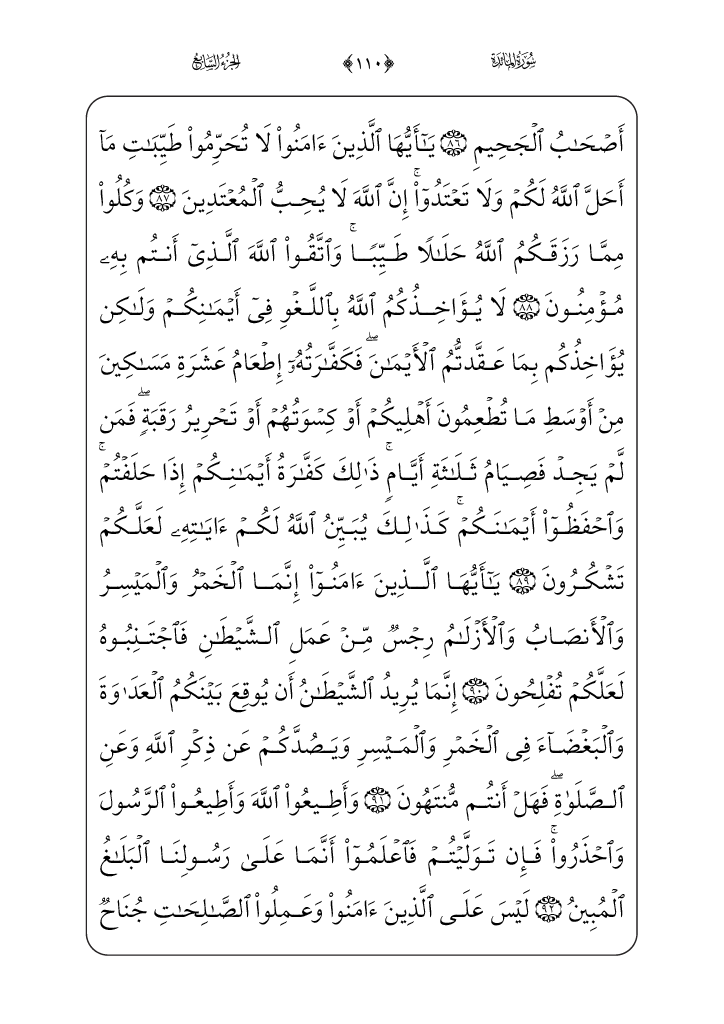 سُورَةُ المَائدَة ﴿١١٠﴾ الجُزءُ السَّابِعُ
أَصۡحَٰبُ ٱلۡجَحِيمِ ٨٦ يَٰٓأَيُّهَا ٱلَّذِينَ ءَامَنُواْ لَا تُحَرِّمُواْ طَيِّبَٰتِ مَآ
أَحَلَّ ٱللَّهُ لَكُمۡ وَلَا تَعۡتَدُوٓاْۚ إِنَّ ٱللَّهَ لَا يُحِبُّ ٱلۡمُعۡتَدِينَ ٨٧ وَكُلُواْ
مِمَّا رَزَقَكُمُ ٱللَّهُ حَلَٰلٗا طَيِّبٗاۚ وَٱتَّقُواْ ٱللَّهَ ٱلَّذِيٓ أَنتُم بِهِۦ
مُؤۡمِنُونَ ٨٨ لَا يُؤَاخِذُكُمُ ٱللَّهُ بِٱللَّغۡوِ فِيٓ أَيۡمَٰنِكُمۡ وَلَٰكِن
يُؤَاخِذُكُم بِمَا عَقَّدتُّمُ ٱلۡأَيۡمَٰنَۖ فَكَفَّٰرَتُهُۥٓ إِطۡعَامُ عَشَرَةِ مَسَٰكِينَ
مِنۡ أَوۡسَطِ مَا تُطۡعِمُونَ أَهۡلِيكُمۡ أَوۡ كِسۡوَتُهُمۡ أَوۡ تَحۡرِيرُ رَقَبَةٖۖ فَمَن
لَّمۡ يَجِدۡ فَصِيَامُ ثَلَٰثَةِ أَيَّامٖۚ ذَٰلِكَ كَفَّٰرَةُ أَيۡمَٰنِكُمۡ إِذَا حَلَفۡتُمۡۚ
وَٱحۡفَظُوٓاْ أَيۡمَٰنَكُمۡۚ كَذَٰلِكَ يُبَيِّنُ ٱللَّهُ لَكُمۡ ءَايَٰتِهِۦ لَعَلَّكُمۡ
تَشۡكُرُونَ ٨٩ يَٰٓأَيُّهَا ٱلَّذِينَ ءَامَنُوٓاْ إِنَّمَا ٱلۡخَمۡرُ وَٱلۡمَيۡسِرُ
وَٱلۡأَنصَابُ وَٱلۡأَزۡلَٰمُ رِجۡسٞ مِّنۡ عَمَلِ ٱلشَّيۡطَٰنِ فَٱجۡتَنِبُوهُ
لَعَلَّكُمۡ تُفۡلِحُونَ ٩٠ إِنَّمَا يُرِيدُ ٱلشَّيۡطَٰنُ أَن يُوقِعَ بَيۡنَكُمُ ٱلۡعَدَٰوَةَ
وَٱلۡبَغۡضَآءَ فِي ٱلۡخَمۡرِ وَٱلۡمَيۡسِرِ وَيَصُدَّكُمۡ عَن ذِكۡرِ ٱللَّهِ وَعَنِ
ٱلصَّلَوٰةِۖ فَهَلۡ أَنتُم مُّنتَهُونَ ٩١ وَأَطِيعُواْ ٱللَّهَ وَأَطِيعُواْ ٱلرَّسُولَ
وَٱحۡذَرُواْۚ فَإِن تَوَلَّيۡتُمۡ فَٱعۡلَمُوٓاْ أَنَّمَا عَلَىٰ رَسُولِنَا ٱلۡبَلَٰغُ
ٱلۡمُبِينُ ٩٢ لَيۡسَ عَلَى ٱلَّذِينَ ءَامَنُواْ وَعَمِلُواْ ٱلصَّٰلِحَٰتِ جُنَاحٞ